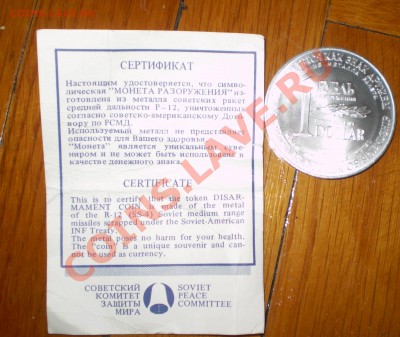 СЕРТИФИКАТ
Настоящим удостоверяется, что симво-
лическая "МОНЕТА РАЗОРУЖЕНИЯ" из-
готовлена из металла советских ракет
средней дальности Р-12, уничтоженных
согласно советско-американскому Дого-
вору по РСМД.
Используемый металл не представляет
опасности для Вашего здоровья.
"Монета" является уникальным суве-
ниром и не может быть использована в
качестве денежного знака.
CERTIFICATE
This is to certify that the token DISAR-
MAMENT COIN is made of the metal
of the R-12 Soviet medium range
missiles scrapped under the Soviet-American
INF Treaty.
The metal poses no harm for your health.
The "coin" is a unique souvenir and can-
not be used as currency.
СОВЕТСКИЙ
КОМИТЕТ
ЗАЩИТЫ
МИРА
SOVIET
PEACE
COMMITTEE
1
РУБЛЬ
DOLLAR
COINS.LAVE.RU